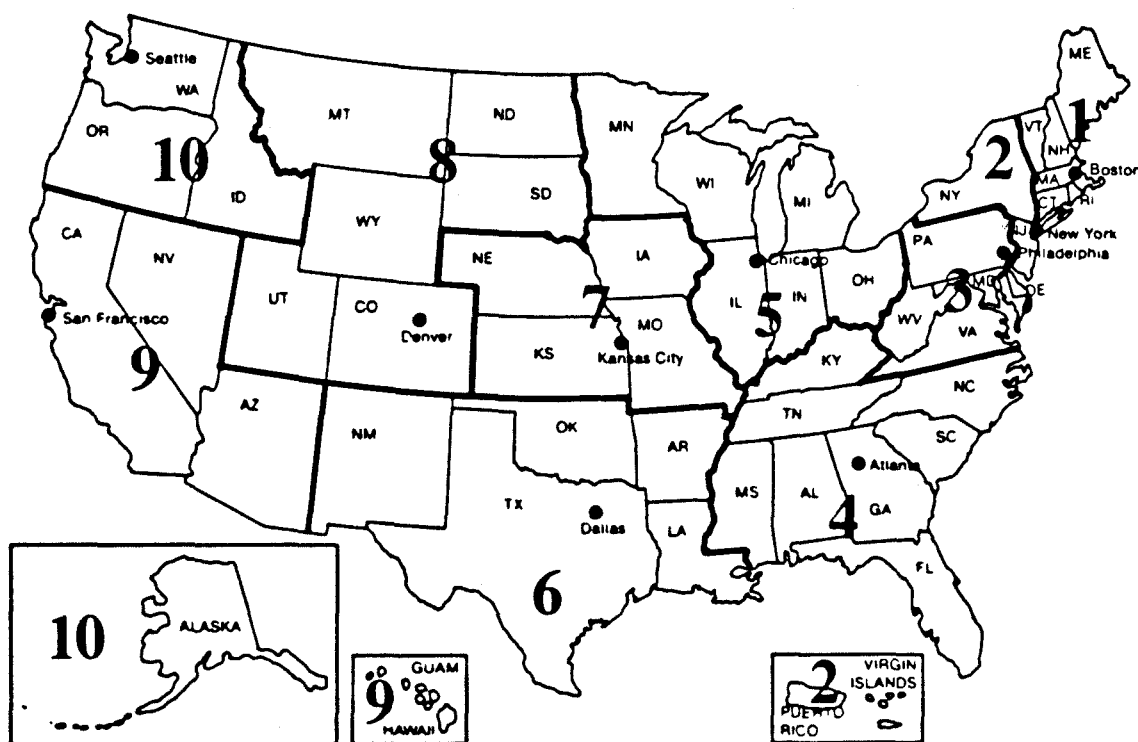 ME
Seattle
WA
MT
ND
MN
OR
VT
1
NH
10
8
2
WI
MI
MA
Boston
NY
CT
RI
ID
SD
WY
CA
NV
NE
IA
PA
NJ
New York
Philadelphia
Chicago
OH
UT
CO
7
IL
IN
5
3
MD
DE
San Francisco
Denver
MO
WV
VA
KS
Kansas City
KY
9
AZ
NM
OK
AR
TN
NC
SC
Atlanta
TX
MS
AL
GA
Dallas
LA
4
FL
6
10
ALASKA
GUAM
9
HAWAII
2
VIRGIN
ISLANDS
PUERTO
RICO